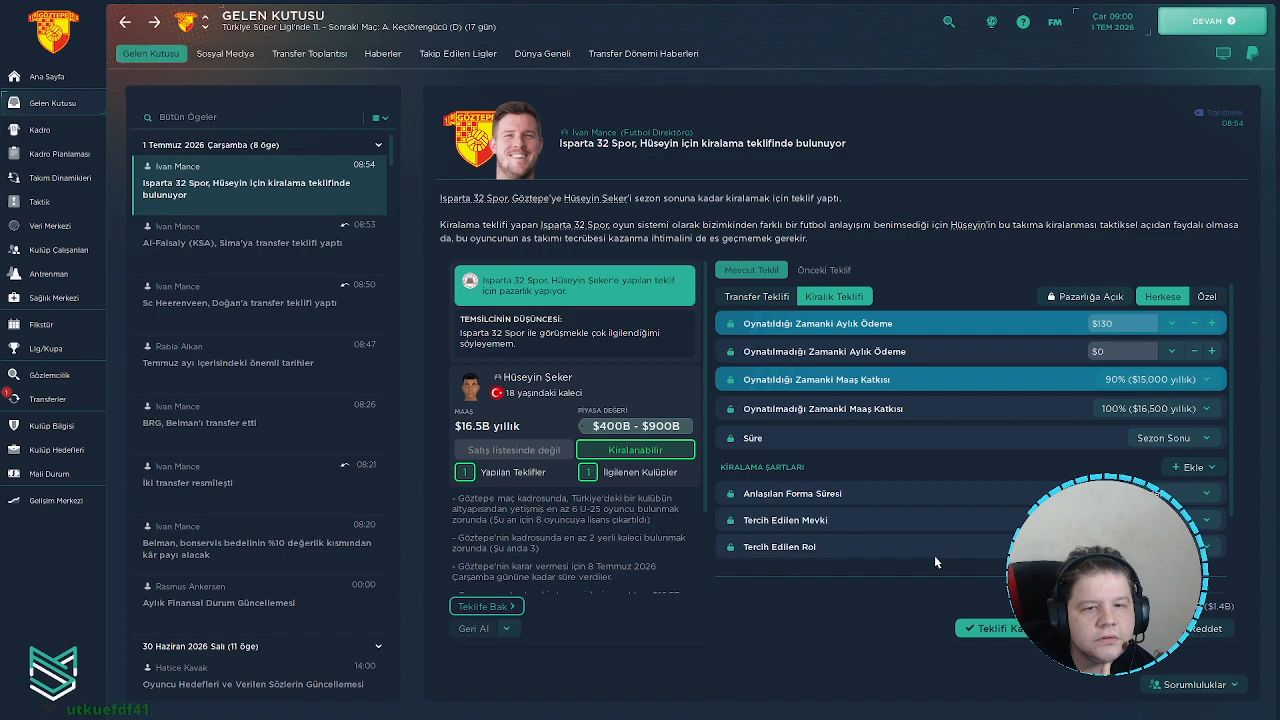 GÖZTEPE
GELEN KUTUSU
Türkiye Süper Ligi'nde 11. - Sonraki Maç: A. Keçiörengücü (D) (17 gün)
FM
Çar 09:00
1 TEM 2026
DEVAM
Gelen Kutusu
Sosyal Medya
Transfer Toplantısı
Haberler
Takip Edilen Ligler
Dünya Geneli
Transfer Dönemi Haberleri
Ana Sayfa
Gelen Kutusu
Kadro
Kadro Planlaması
Takım Dinamikleri
Taktik
Veri Merkezi
Kulüp Çalışanları
Antrenman
Sağlık Merkezi
Fikstür
Lig/Kupa
Gözlemcilik
1
Transferler
Kulüp Bilgisi
Kulüp Hedefleri
Mali Durum
Gelişim Merkezi
utkuefdf41
Bütün Öğeler
1 Temmuz 2026 Çarşamba (8 öge)
Ivan Mance 08:54
Isparta 32 Spor, Hüseyin için kiralama teklifinde
bulunuyor
Ivan Mance 08:53
Al-Faisaly (KSA), Sima'ya transfer teklifi yaptı
Ivan Mance 08:50
Sc Heerenveen, Doğan'a transfer teklifi yaptı
Rabia Alkan 08:47
Temmuz ayı içerisindeki önemli tarihler
Ivan Mance 08:26
BRG, Belman'ı transfer etti
Ivan Mance 08:21
İki transfer resmîleşti
Ivan Mance 08:20
Belman, bonservis bedelinin %10 değerlik kısmından
kâr payı alacak
Rasmus Ankersen 00:00
Aylık Finansal Durum Güncellemesi
30 Haziran 2026 Salı (11 öge)
Hatice Kavak 14:00
Oyuncu Hedefleri ve Verilen Sözlerin Güncellemesi
GÖZTEPE
Ivan Mance (Futbol Direktörü)
Isparta 32 Spor, Hüseyin için kiralama teklifinde bulunuyor
Transferler
08:54
Isparta 32 Spor, Göztepe'ye Hüseyin Şeker'i sezon sonuna kadar kiralamak için teklif yaptı.
Kiralama teklifi yapan Isparta 32 Spor, oyun sistemi olarak bizimkinden farklı bir futbol anlayışını benimsediği için Hüseyin'in bu takıma kiralanması taktiksel açıdan faydalı olmasa
da, bu oyuncunun as takımı tecrübesi kazanma ihtimalini de es geçmemek gerekir.
Isparta 32 Spor, Hüseyin Şeker'e yapılan teklif
için pazarlık yapıyor.
TEMSİLCİNİN DÜŞÜNCESİ:
Isparta 32 Spor ile görüşmekle çok ilgilendiğimi
söyleyemem.
Hüseyin Şeker
18 yaşındaki kaleci
MAAŞ
$16.5B yıllık
PİYASA DEĞERİ
$400B - $900B
Satış listesinde değil
Kiralanabilir
1 Yapılan Teklifler
1 İlgilenen Kulüpler
- Göztepe maç kadrosunda, Türkiye'deki bir kulübün
altyapısından yetişmiş en az 6 U-25 oyuncu bulunmak
zorunda (Şu an için 8 oyuncuya lisans çıkartıldı)
- Göztepe'nin kadrosunda en az 2 yerli kaleci bulunmak
zorunda (Şu anda 3)
- Göztepe'nin karar vermesi için 8 Temmuz 2026
Çarşamba gününe kadar süre verdiler.
Teklife Bak
Geri Al
Mevcut Teklif
Önceki Teklif
Transfer Teklifi
Kiralık Teklifi
Pazarlığa Açık
Herkese
Özel
Oynatıldığı Zamanki Aylık Ödeme $130
Oynatılmadığı Zamanki Aylık Ödeme $0
Oynatıldığı Zamanki Maaş Katkısı 90% ($15,000 yıllık)
Oynatılmadığı Zamanki Maaş Katkısı 100% ($16,500 yıllık)
Süre Sezon Sonu
KİRALAMA ŞARTLARI
+ Ekle
Anlaşılan Forma Süresi
Tercih Edilen Mevki
Tercih Edilen Rol
($1.4B)
Teklifi
Sorumluluklar